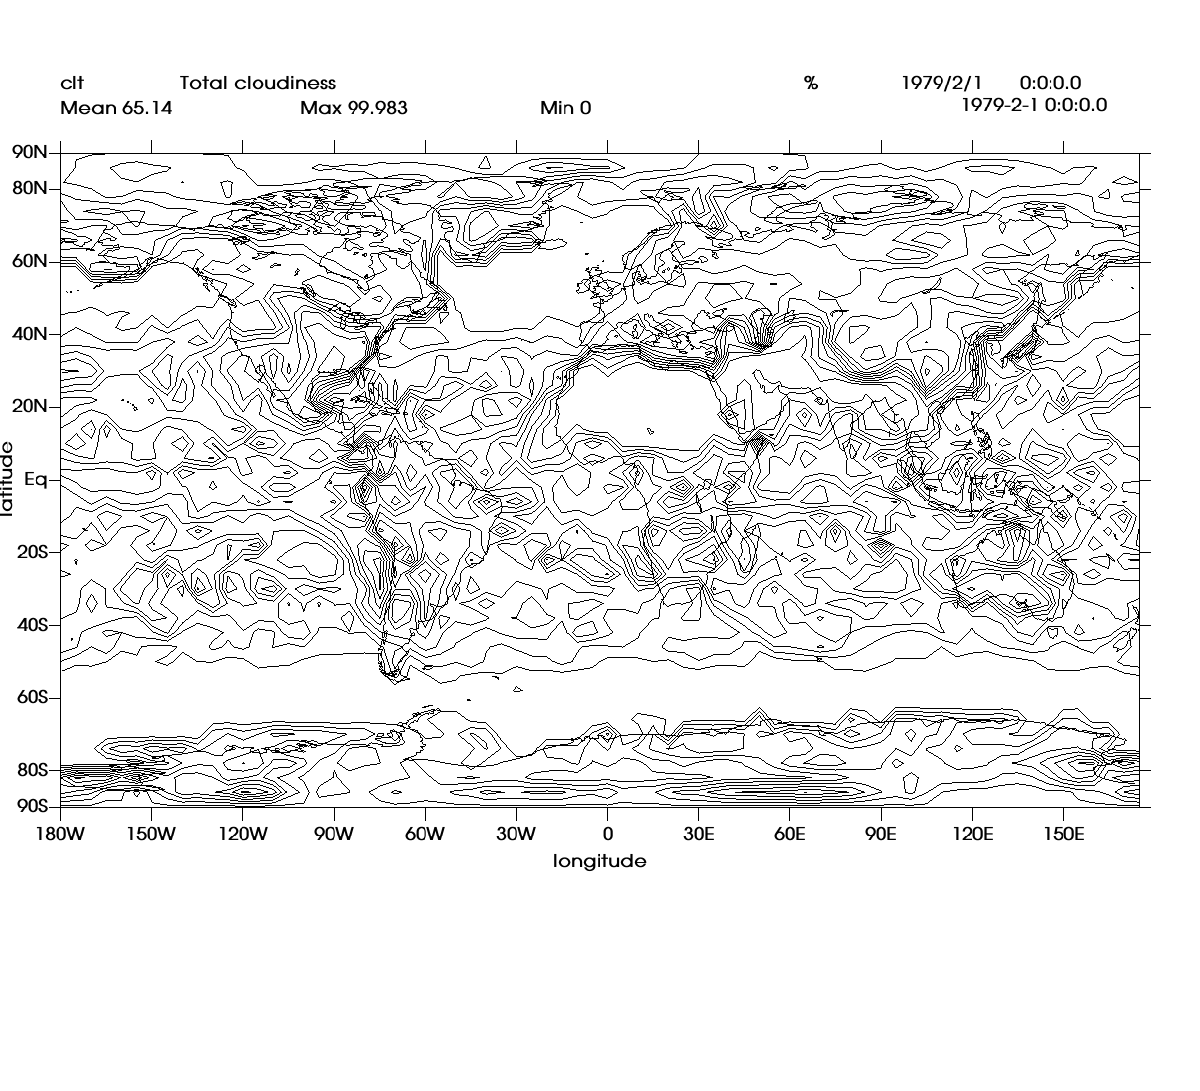 clt Total cloudiness % 1979/2/1 0:0:0.0
Mean 65.14 Max 99.983 Min 0 1979-2-1 0:0:0.0
90N
80N
60N
40N
20N
Eq
20S
40S
60S
80S
90S
latitude
180W 150W 120W 90W 60W 30W 0 30E 60E 90E 120E 150E
longitude